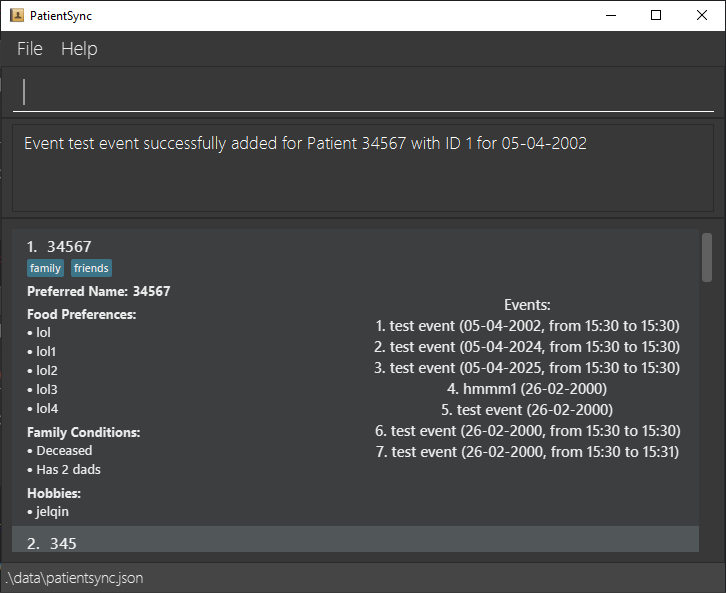 PatientSync
File Help
Event test event successfully added for Patient 34567 with ID 1 for 05-04-2002
1. 34567
family friends
Preferred Name: 34567
Food Preferences:
• lol
• lol1
• lol2
• lol3
• lol4
Family Conditions:
• Deceased
• Has 2 dads
Hobbies:
• jelqin
Events:
1. test event (05-04-2002, from 15:30 to 15:30)
2. test event (05-04-2024, from 15:30 to 15:30)
3. test event (05-04-2025, from 15:30 to 15:30)
4. hmmm1 (26-02-2000)
5. test event (26-02-2000)
6. test event (26-02-2000, from 15:30 to 15:30)
7. test event (26-02-2000, from 15:30 to 15:31)
2. 345
.\data\patientsync.json